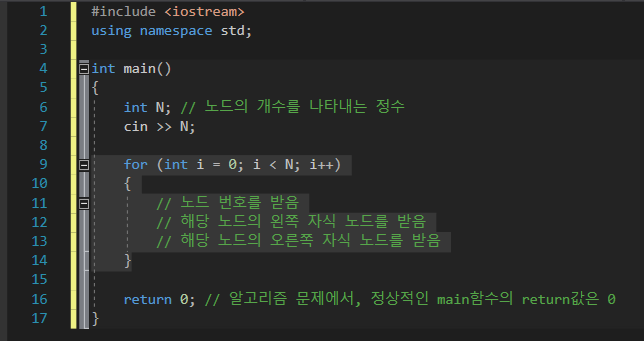 1 #include <iostream>
2 using namespace std;
3
4 int main()
5 {
6 int N; // 노드의 개수를 나타내는 정수
7 cin >> N;
8
9 for (int i = 0; i < N; i++)
10 {
11 // 노드 번호를 받음
12 // 해당 노드의 왼쪽 자식 노드를 받음
13 // 해당 노드의 오른쪽 자식 노드를 받음
14 }
15
16 return 0; // 알고리즘 문제에서, 정상적인 main함수의 return값은 0
17 }